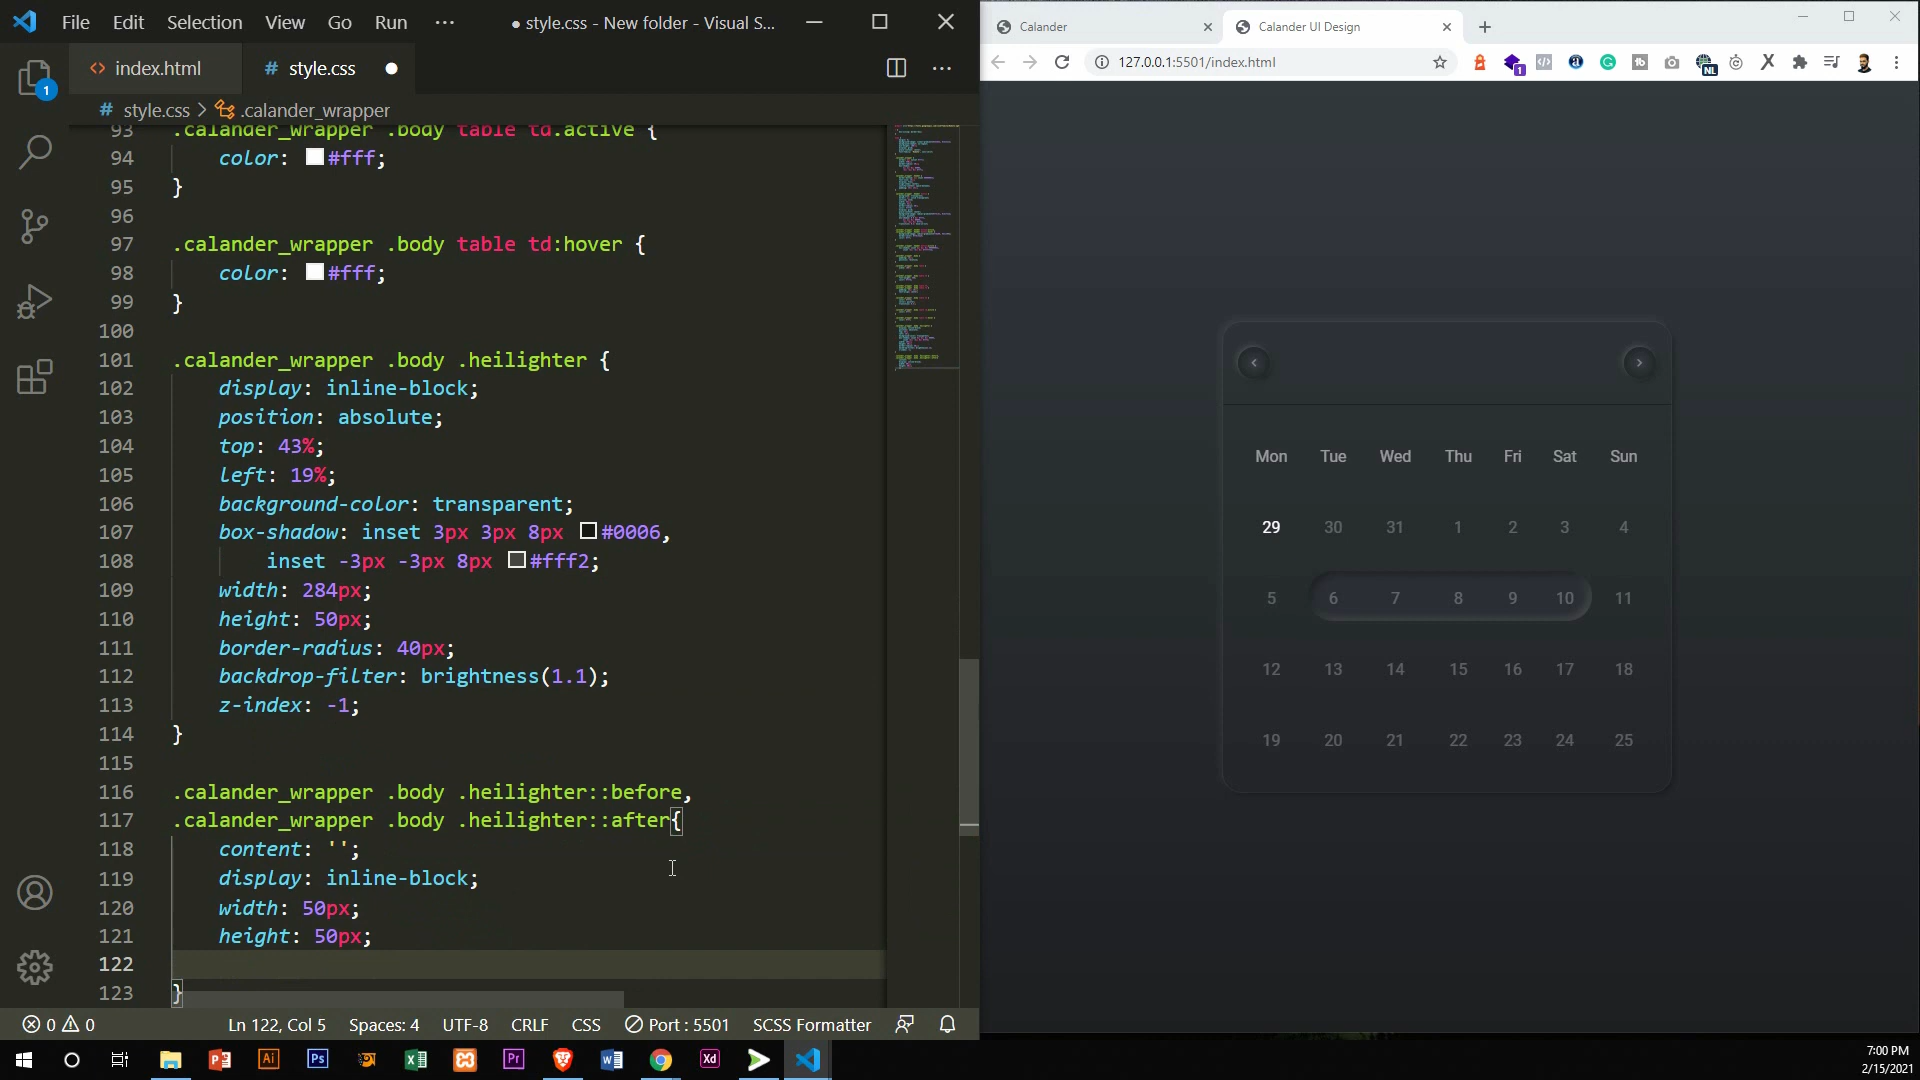 File Edit Selection View Go Run ···
● style.css - New folder - Visual S...
index.html
# style.css
# style.css > .calander_wrapper
93 .calander_wrapper .body table td.active {
94 color: #fff;
95 }
96
97 .calander_wrapper .body table td:hover {
98 color: #fff;
99 }
100
101 .calander_wrapper .body .heilighter {
102 display: inline-block;
103 position: absolute;
104 top: 43%;
105 left: 19%;
106 background-color: transparent;
107 box-shadow: inset 3px 3px 8px #0006,
108 inset -3px -3px 8px #fff2;
109 width: 284px;
110 height: 50px;
111 border-radius: 40px;
112 backdrop-filter: brightness(1.1);
113 z-index: -1;
114 }
115
116 .calander_wrapper .body .heilighter::before,
117 .calander_wrapper .body .heilighter::after{
118 content: '';
119 display: inline-block;
120 width: 50px;
121 height: 50px;
122
123 }
1
0 0 Ln 122, Col 5 Spaces: 4 UTF-8 CRLF CSS Port : 5501 SCSS Formatter
Calander
Calander UI Design
127.0.0.1:5501/index.html
1
NL
X
Mon Tue Wed Thu Fri Sat Sun
29 30 31 1 2 3 4
5 6 7 8 9 10 11
12 13 14 15 16 17 18
19 20 21 22 23 24 25
Ai Ps Pr Xd
7:00 PM
2/15/2021